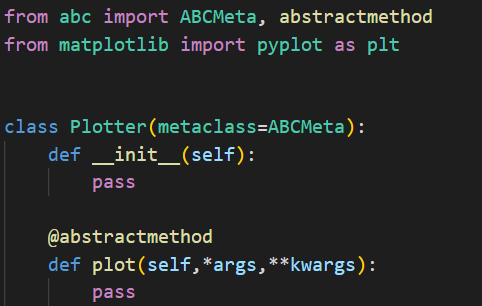 from abc import ABCMeta, abstractmethod
from matplotlib import pyplot as plt
class Plotter(metaclass=ABCMeta):
    def __init__(self):
        pass
    @abstractmethod
    def plot(self,*args,**kwargs):
        pass